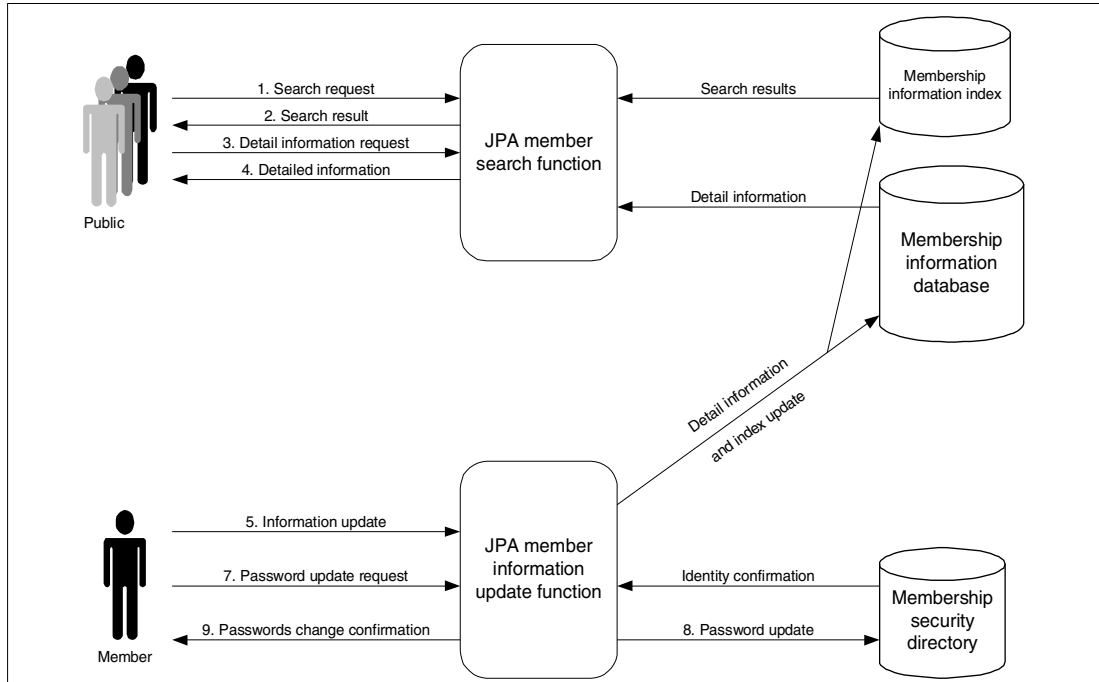 1. Search request
2. Search result
3. Detail information request
4. Detailed information
Public
JPA member
search function
Search results
Membership
information index
Detail information
Membership
information
database
Detail information
and index update
5. Information update
7. Password update request
9. Passwords change confirmation
Member
JPA member
information
update function
Identity confirmation
8. Password update
Membership
security
directory